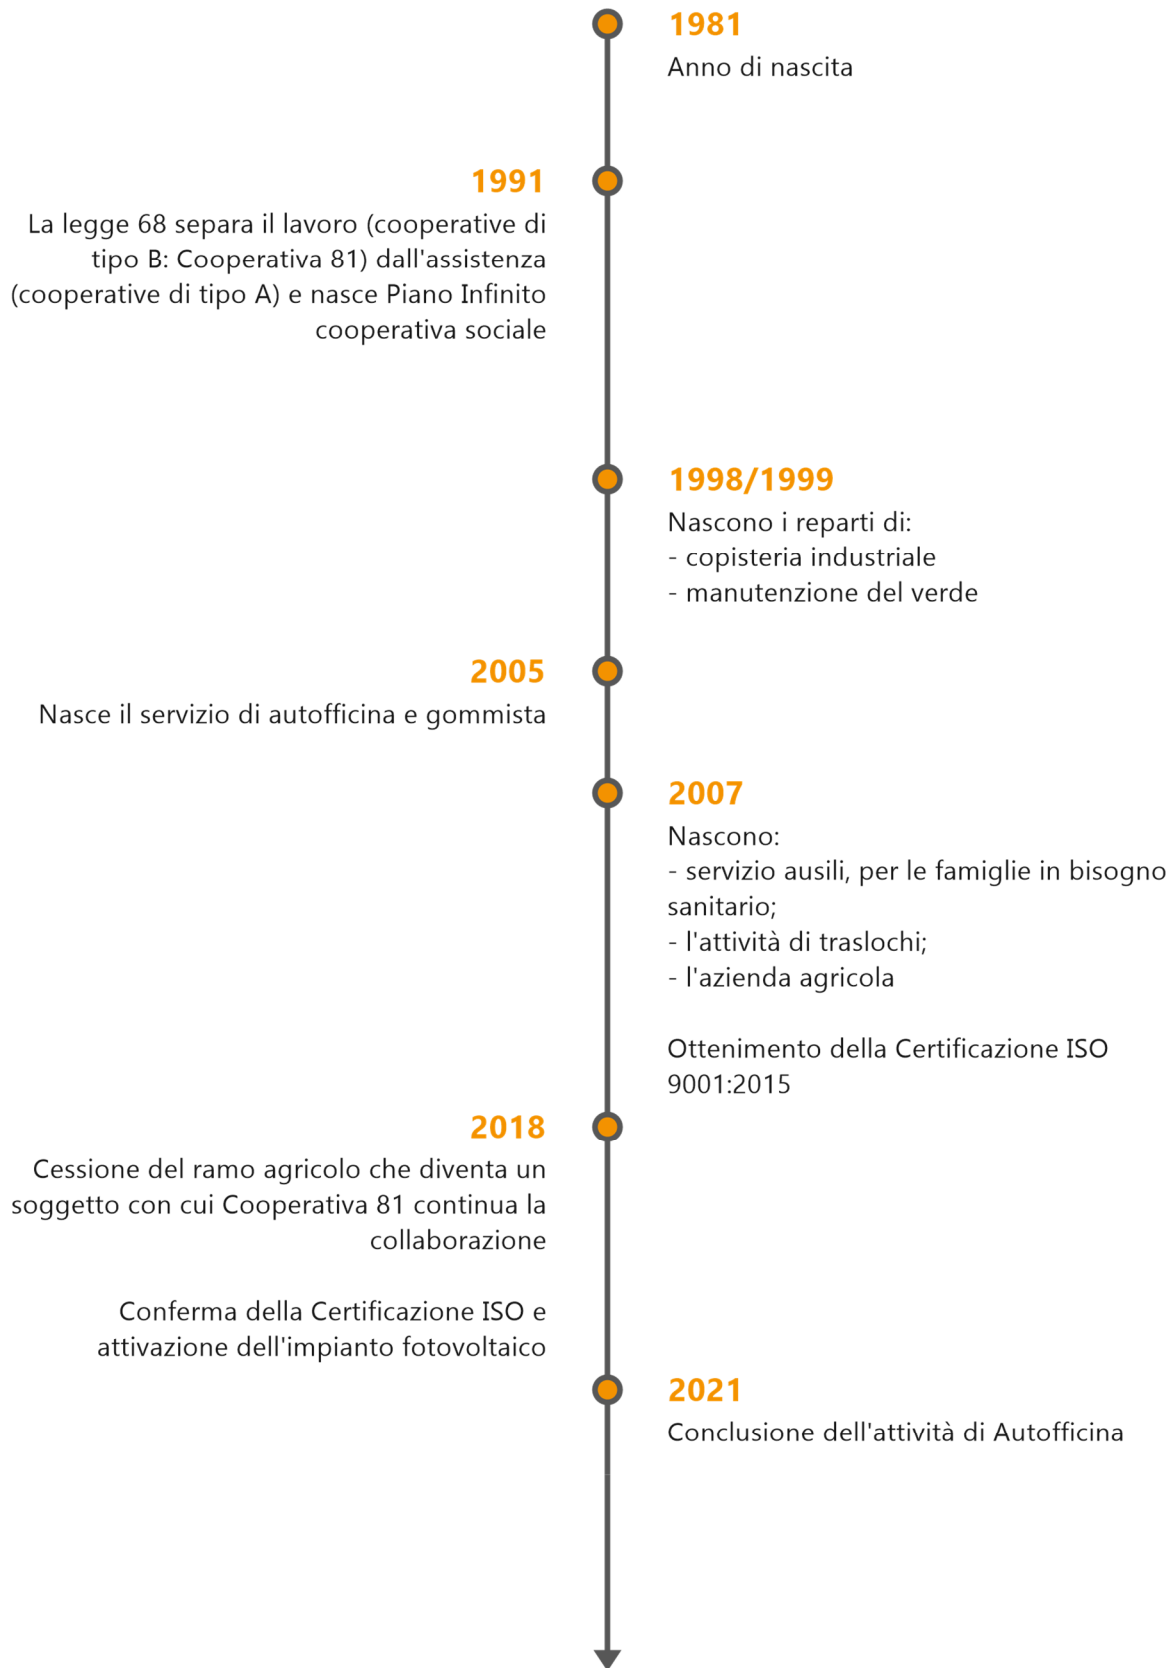 1981
Anno di nascita
1991
La legge 68 separa il lavoro (cooperative di
tipo B: Cooperativa 81) dall'assistenza
(cooperative di tipo A) e nasce Piano Infinito
cooperativa sociale
1998/1999
Nascono i reparti di:
- copisteria industriale
- manutenzione del verde
2005
Nasce il servizio di autofficina e gommista
2007
Nascono:
- servizio ausili, per le famiglie in bisogno
sanitario;
- l'attività di traslochi;
- l'azienda agricola
Ottenimento della Certificazione ISO
9001:2015
2018
Cessione del ramo agricolo che diventa un
soggetto con cui Cooperativa 81 continua la
collaborazione
Conferma della Certificazione ISO e
attivazione dell'impianto fotovoltaico
2021
Conclusione dell'attività di Autofficina